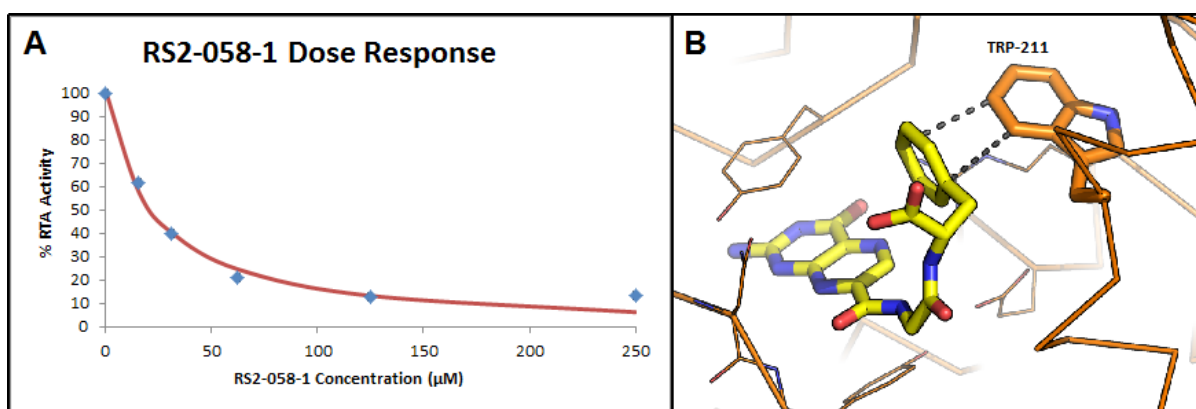 A
RS2-058-1 Dose Response
% RTA Activity
100
90
80
70
60
50
40
30
20
10
0
0
50
100
150
200
250
RS2-058-1 Concentration (µM)
B
TRP-211